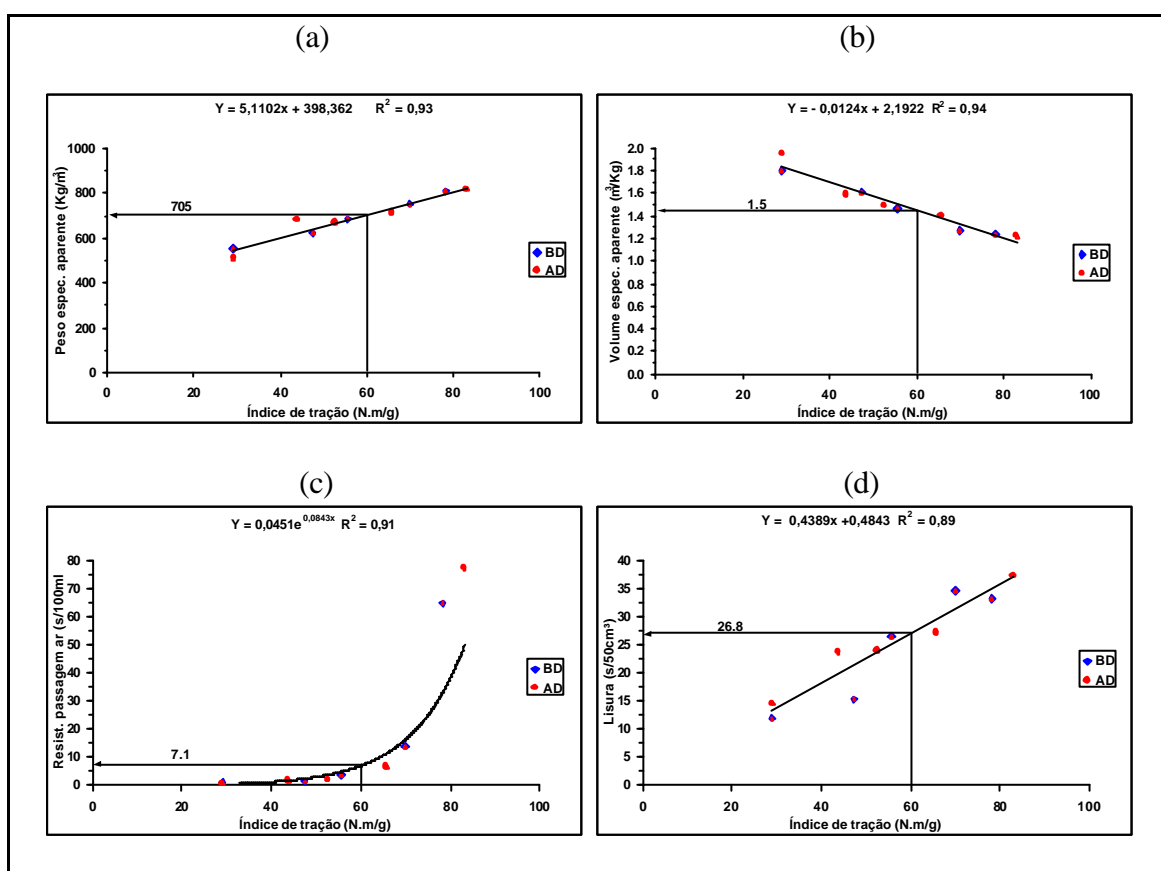 (a)
Y = 5,1102x + 398,362 R² = 0,93
Peso espec. aparente (Kg/m³)
1000
800
600
400
200
0
705
BD
AD
0 20 40 60 80 100
Índice de tração (N.m/g)
(b)
Y = - 0,0124x + 2,1922 R² = 0,94
Volume espec. aparente (m³/Kg)
2.0
1.8
1.6
1.4
1.2
1.0
0.8
0.6
0.4
0.2
0.0
1.5
BD
AD
0 20 40 60 80 100
Índice de tração (N.m/g)
(c)
Y = 0,0451e^0,0843x R² = 0,91
Resist. passagem ar (s/100ml)
80
70
60
50
40
30
20
10
0
7.1
BD
AD
0 20 40 60 80 100
Índice de tração (N.m/g)
(d)
Y = 0,4389x +0,4843 R² = 0,89
Lisura (s/50cm³)
40
35
30
25
20
15
10
5
0
26.8
BD
AD
0 20 40 60 80 100
Índice de tração (N.m/g)